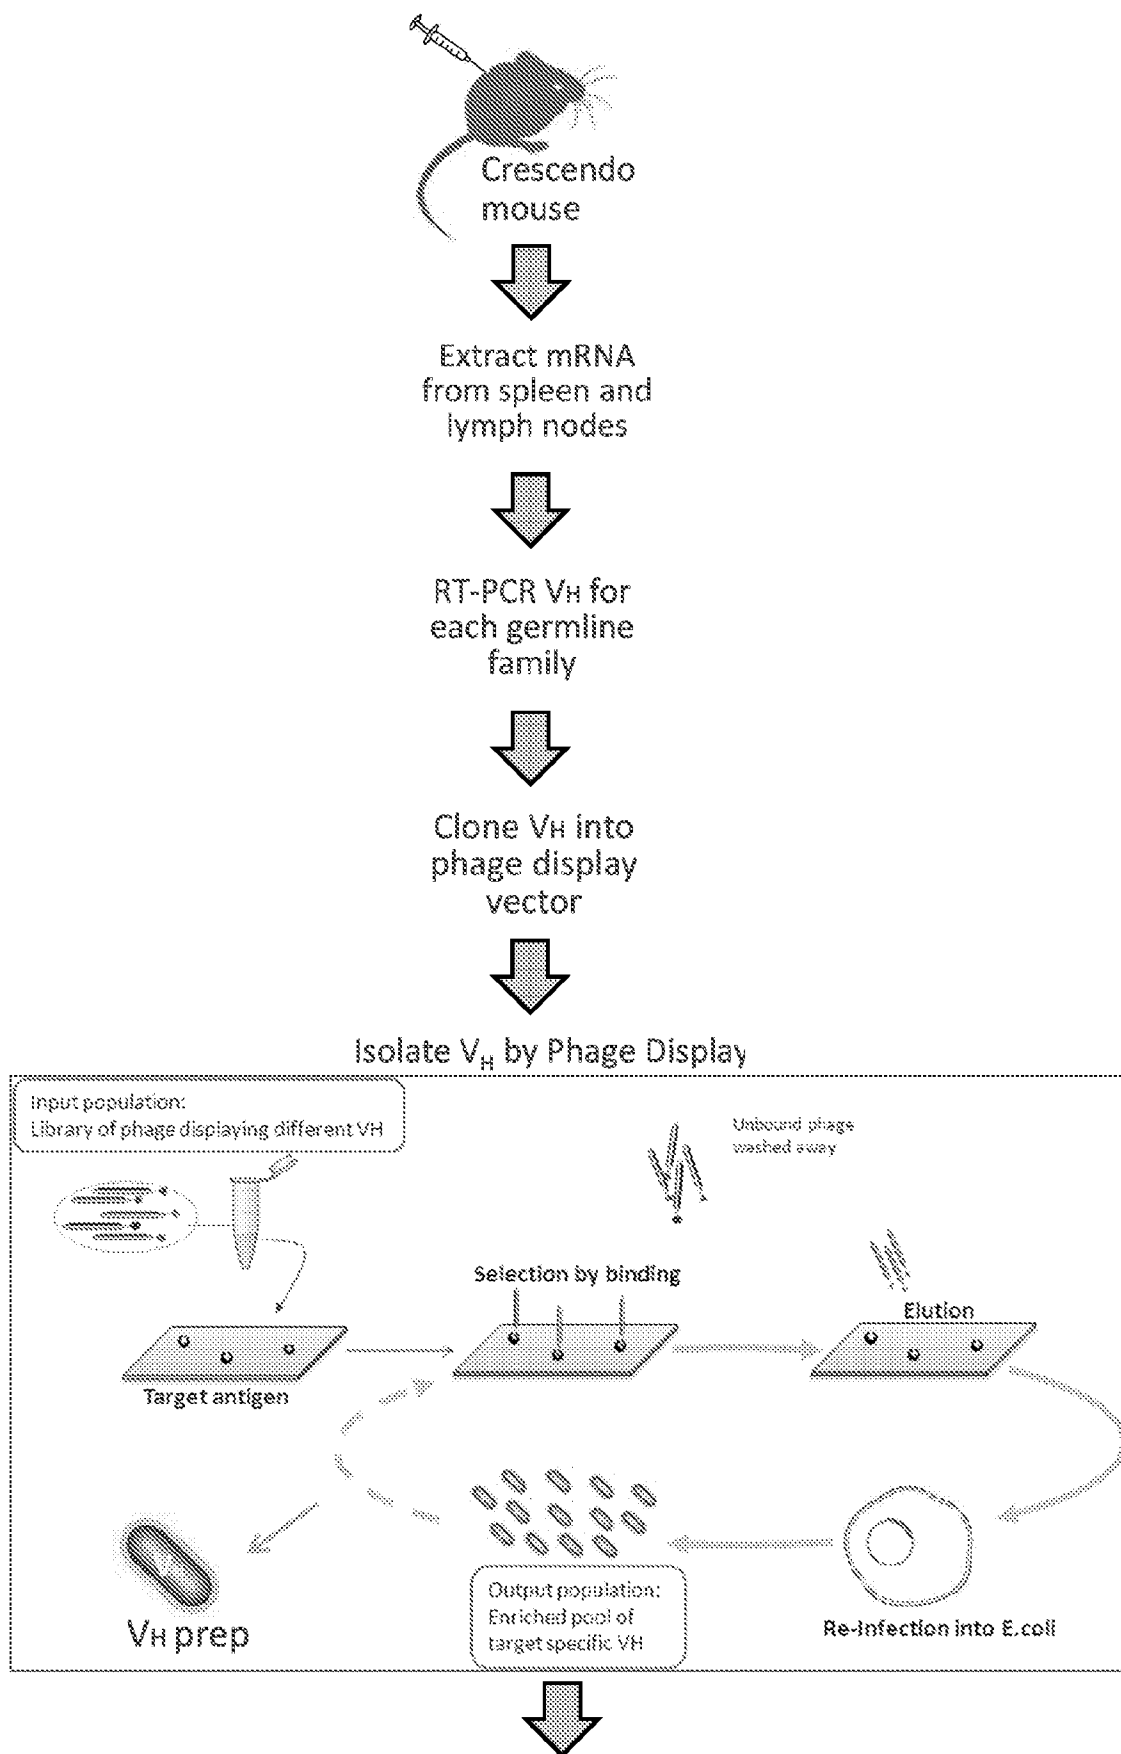 Crescendo
mouse
Extract mRNA
from spleen and
lymph nodes
RT-PCR VH for
each germline
family
Clone VH into
phage display
vector
Isolate VH by Phage Display
Input population:
Library of phage displaying different VH
Unbound phage
washed away
Selection by binding
Elution
Target antigen
Output population:
Enriched pool of
target specific VH
VH prep
Re-Infection into E.coli